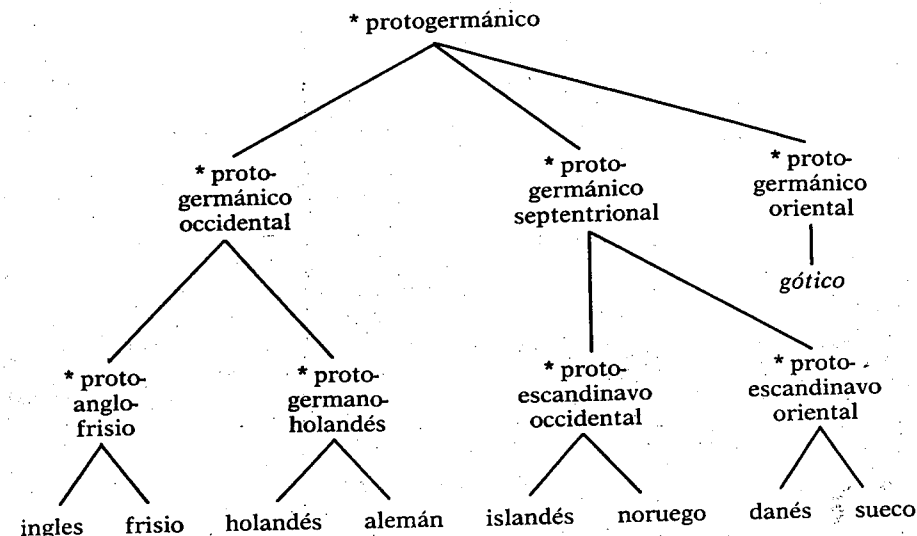 * protogermánico
* proto-
germánico
occidental
* proto-
germánico
septentrional
* proto-
germánico
oriental
gótico
* proto-
anglo-
frisio
* proto-
germano-
holandés
* proto-
escandinavo
occidental
* proto-
escandinavo
oriental
ingles frisio holandés alemán islandés noruego danés sueco